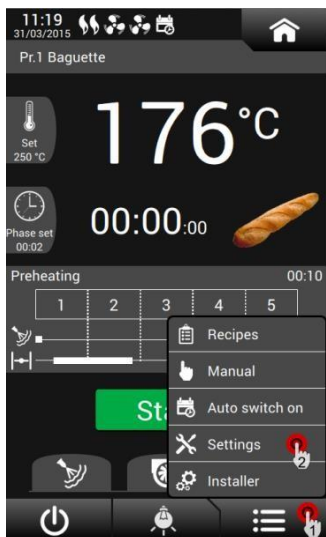 11:19
31/03/2015
Pr.1 Baguette
176°C
Set
250 °C
00:00:00
Phase set
00:02
Preheating 00:10
1 2 3 4 5
Recipes
Manual
Auto switch on
Settings
2
Installer
1